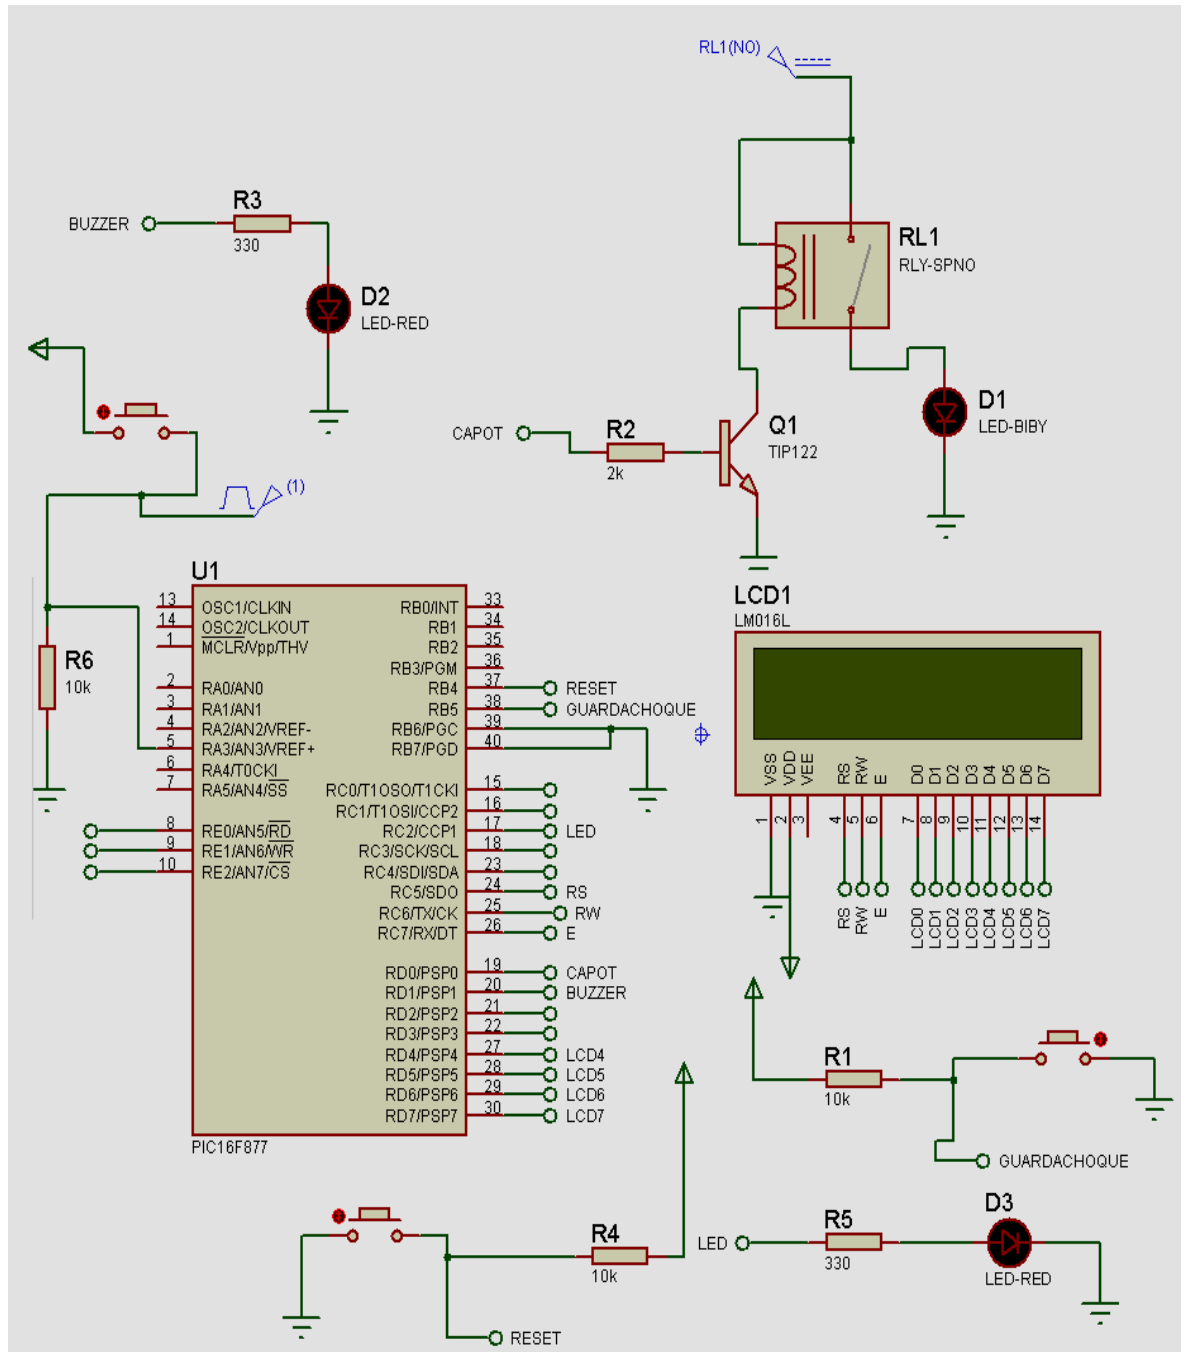 RL1(NO)
R3
BUZZER
330
RL1
RLY-SPNO
D2
LED-RED
D1
LED-BIBY
Q1
TIP122
CAPOT
R2
2k
(1)
U1
PIC16F877
13 OSC1/CLKIN
14 OSC2/CLKOUT
1 MCLR/Vpp/THV
2 RA0/AN0
3 RA1/AN1
4 RA2/AN2/VREF-
5 RA3/AN3/VREF+
6 RA4/T0CKI
7 RA5/AN4/SS
8 RE0/AN5/RD
9 RE1/AN6/WR
10 RE2/AN7/CS
RB0/INT 33
RB1 34
RB2 35
RB3/PGM 36
RB4 37 RESET
RB5 38 GUARDACHOQUE
RB6/PGC 39
RB7/PGD 40
RC0/T1OSO/T1CKI 15
RC1/T1OSI/CCP2 16
RC2/CCP1 17 LED
RC3/SCK/SCL 18
RC4/SDI/SDA 23
RC5/SDO 24 RS
RC6/TX/CK 25 RW
RC7/RX/DT 26 E
RD0/PSP0 19 CAPOT
RD1/PSP1 20 BUZZER
RD2/PSP2 21
RD3/PSP3 22
RD4/PSP4 27 LCD4
RD5/PSP5 28 LCD5
RD6/PSP6 29 LCD6
RD7/PSP7 30 LCD7
R6
10k
LCD1
LM016L
VSS VDD VEE RS RW E D0 D1 D2 D3 D4 D5 D6 D7
1 2 3 4 5 6 7 8 9 10 11 12 13 14
RS RW E LCD0 LCD1 LCD2 LCD3 LCD4 LCD5 LCD6 LCD7
R1
10k
GUARDACHOQUE
R4
10k
RESET
LED
R5
330
D3
LED-RED